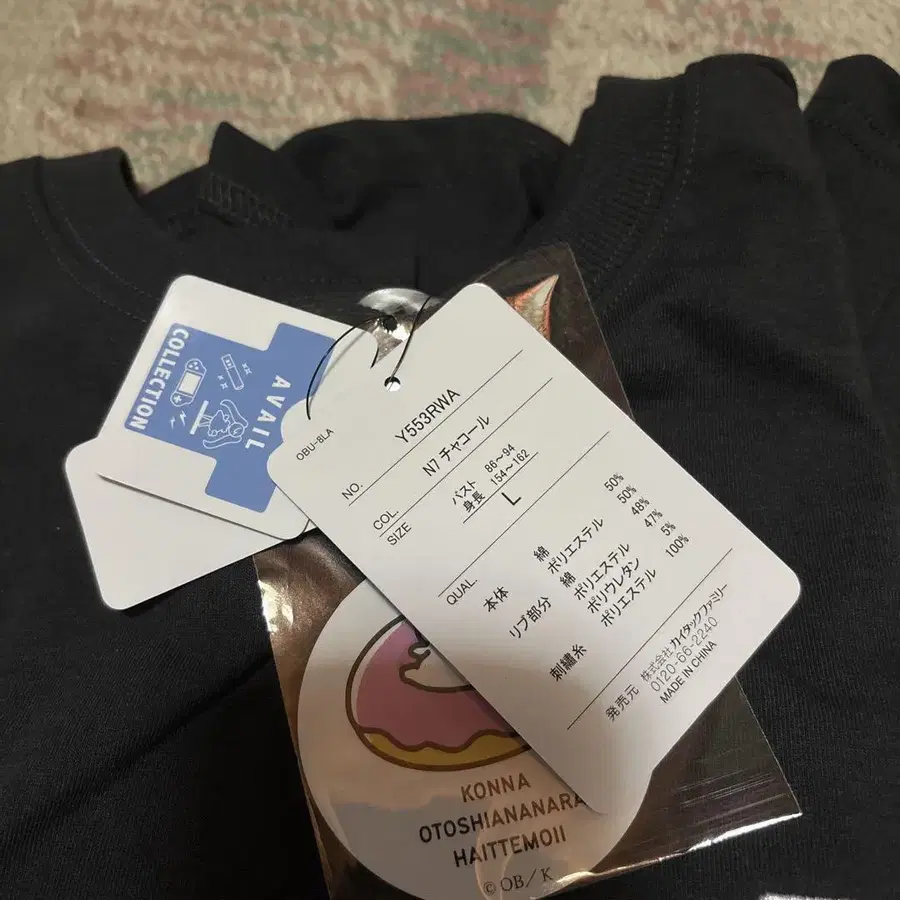 AVAIL
COLLECTION
OBU-8LA
NO. Y553RWA
COL. N7 チャコール
SIZE バスト 86～94
身長 154～162
L
QUAL.
本体 綿 50%
ポリエステル 50%
リブ部分 綿 48%
ポリエステル 47%
ポリウレタン 5%
刺繍糸 ポリエステル 100%
発売元 株式会社カイタックファミリー
0120-66-2240
MADE IN CHINA
KONNA
OTOSHIANANARA
HAITTEMOII
© OB/K